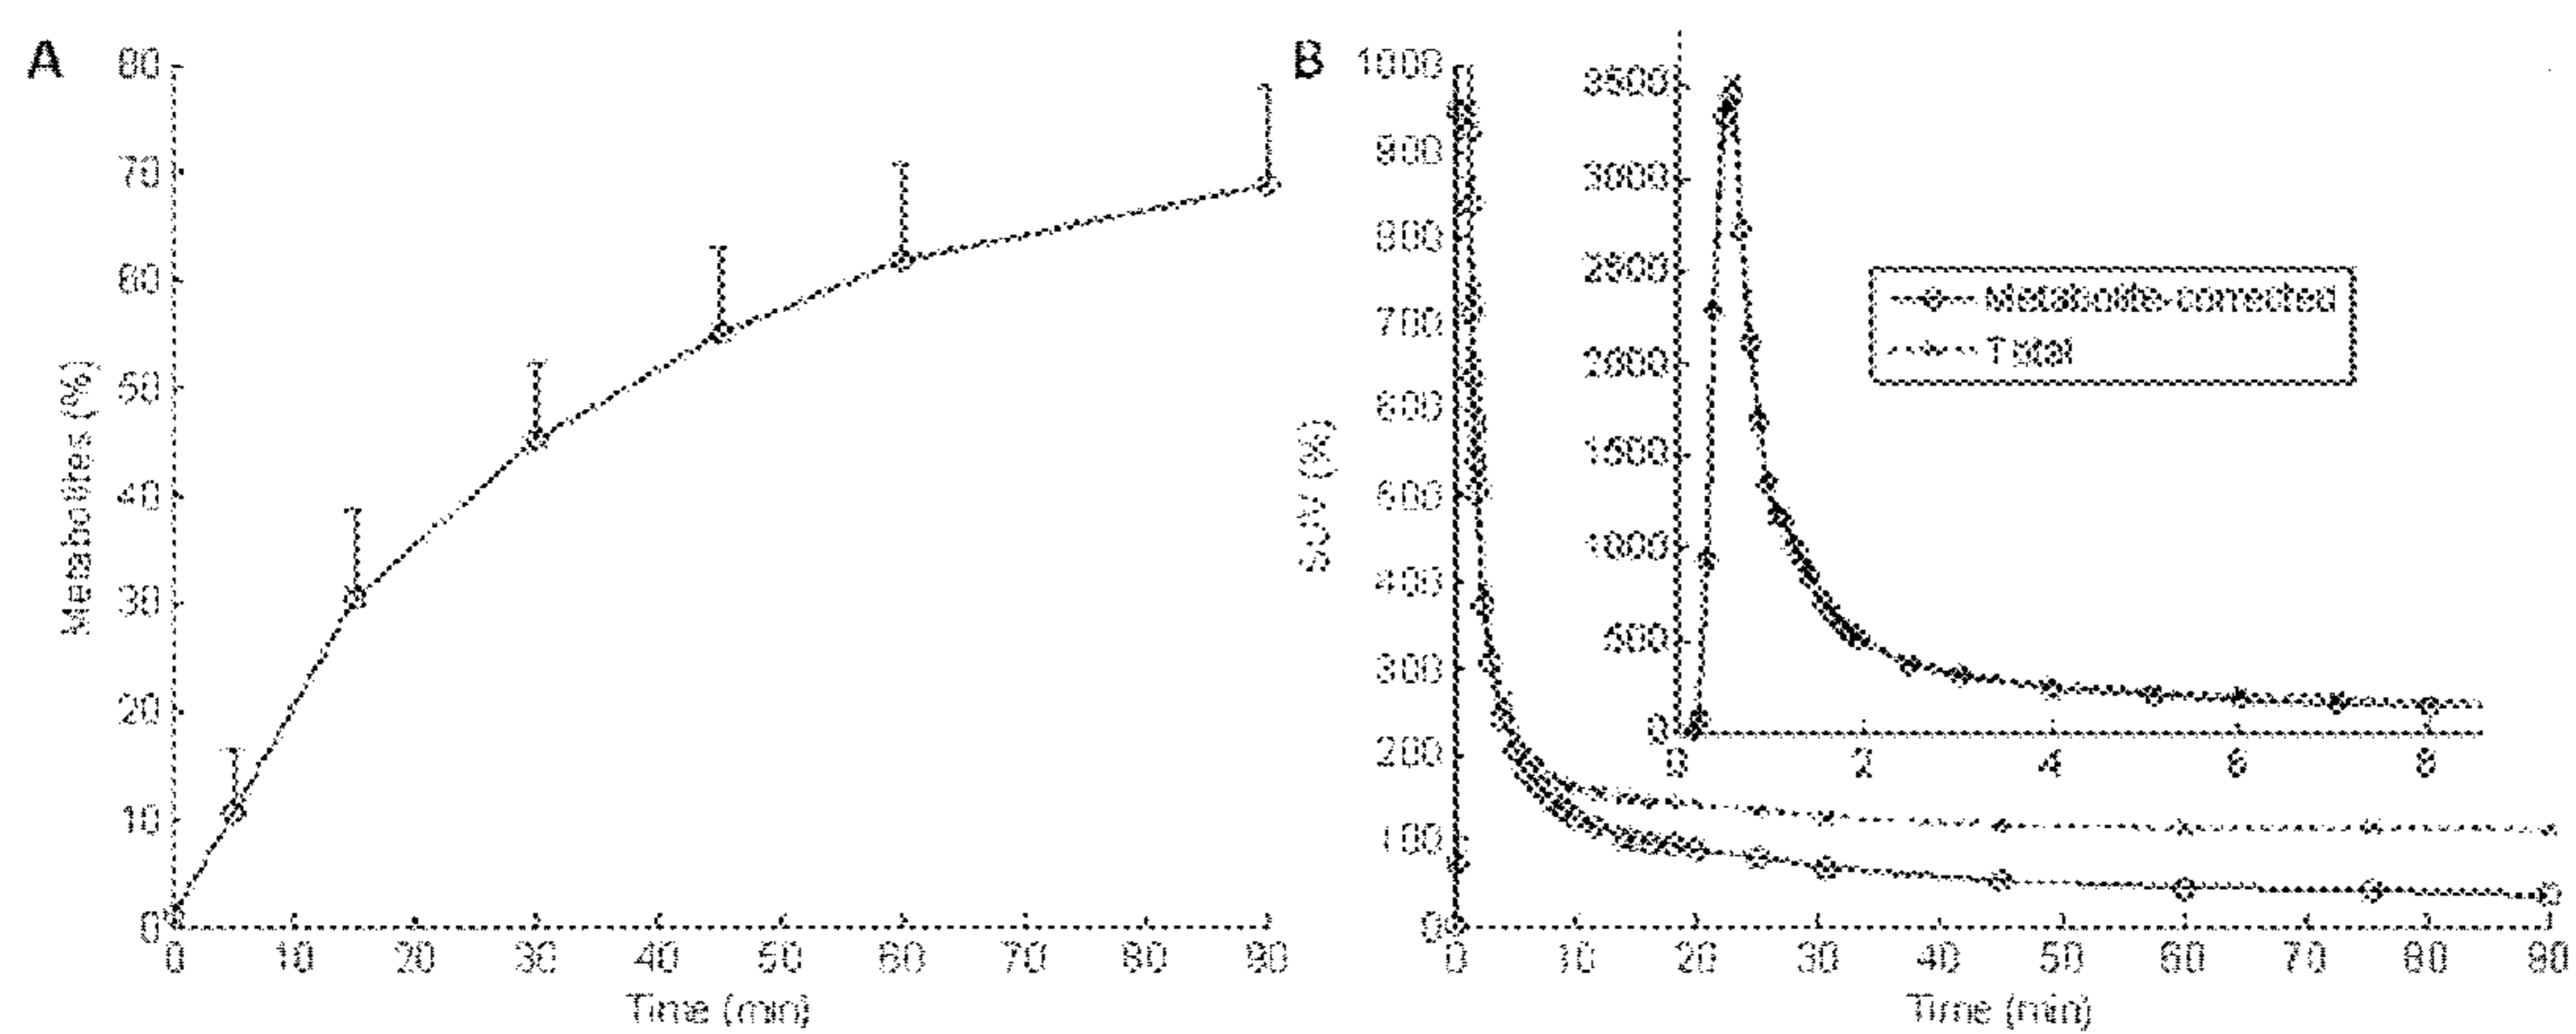 A
80
70
60
50
40
30
20
10
0
Metabolites (%)
0 10 20 30 40 50 60 70 80 90
Time (min)
B
1000
900
800
700
600
500
400
300
200
100
0
SUV (%)
3500
3000
2500
2000
1500
1000
500
0
0 2 4 6 8
Metabolite-corrected
Total
0 10 20 30 40 50 60 70 80 90
Time (min)